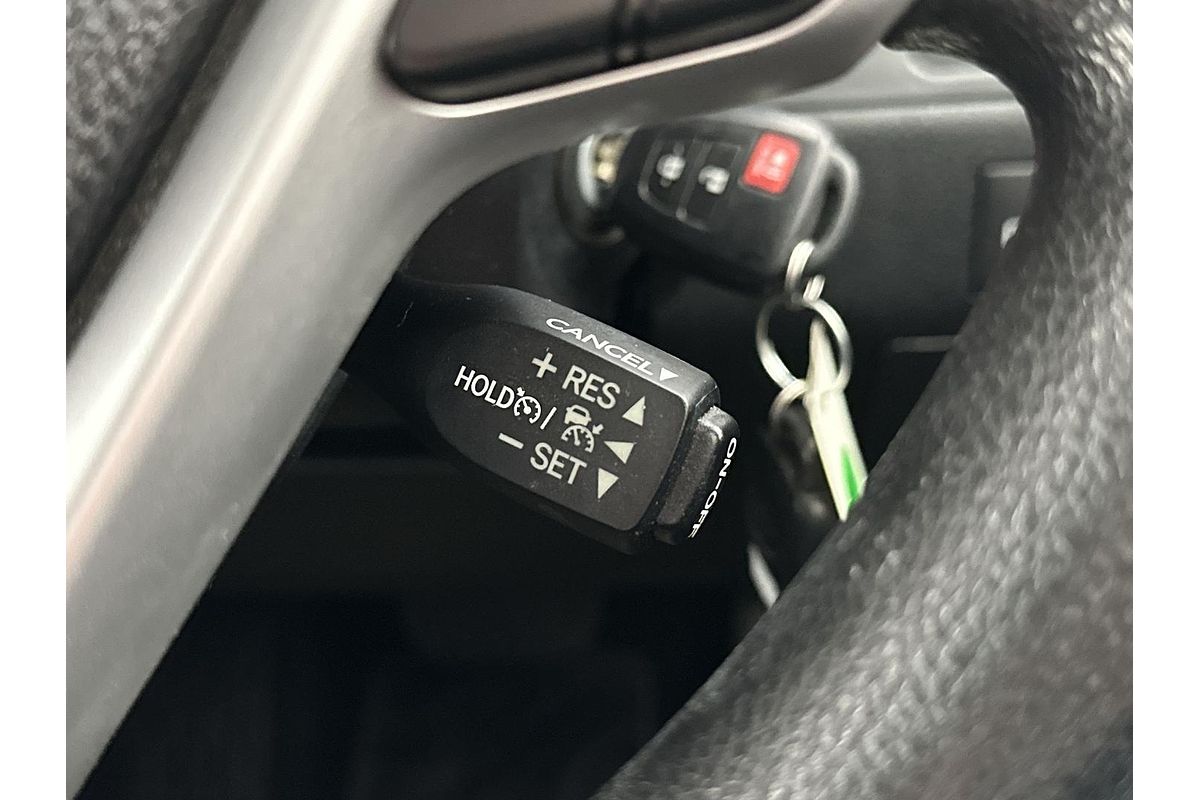 CANCEL
+ RES
HOLD /
− SET
ON-OFF